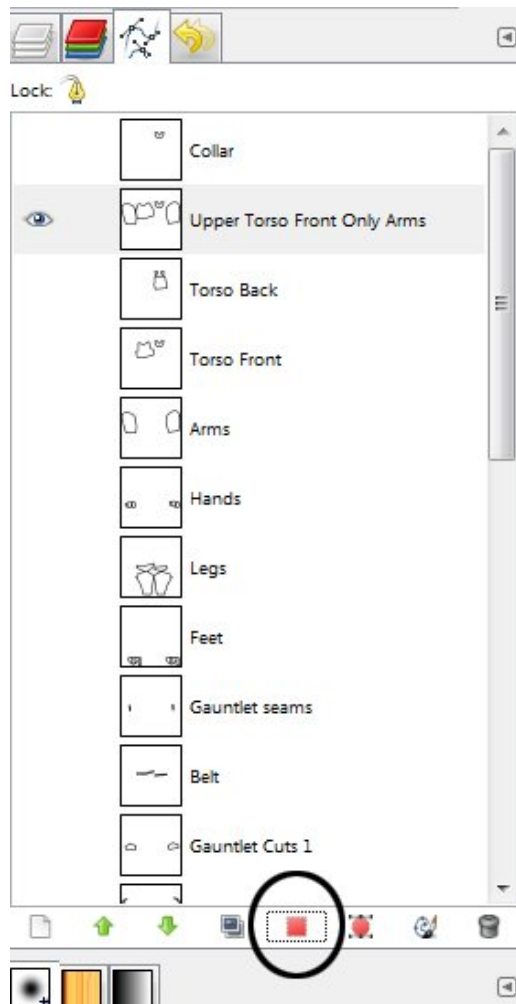 Lock:
Collar
Upper Torso Front Only Arms
Torso Back
Torso Front
Arms
Hands
Legs
Feet
Gauntlet seams
Belt
Gauntlet Cuts 1